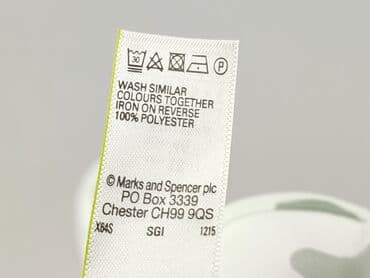 30 P
WASH SIMILAR
COLOURS TOGETHER
IRON ON REVERSE
100% POLYESTER
© Marks and Spencer plc
PO Box 3339
Chester CH99 9QS
X64S SGI 1215